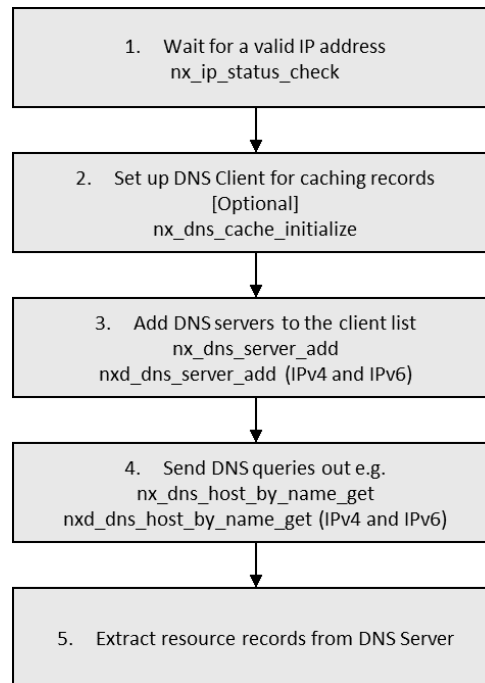 1. Wait for a valid IP address
nx_ip_status_check
2. Set up DNS Client for caching records
[Optional]
nx_dns_cache_initialize
3. Add DNS servers to the client list
nx_dns_server_add
nxd_dns_server_add (IPv4 and IPv6)
4. Send DNS queries out e.g.
nx_dns_host_by_name_get
nxd_dns_host_by_name_get (IPv4 and IPv6)
5. Extract resource records from DNS Server